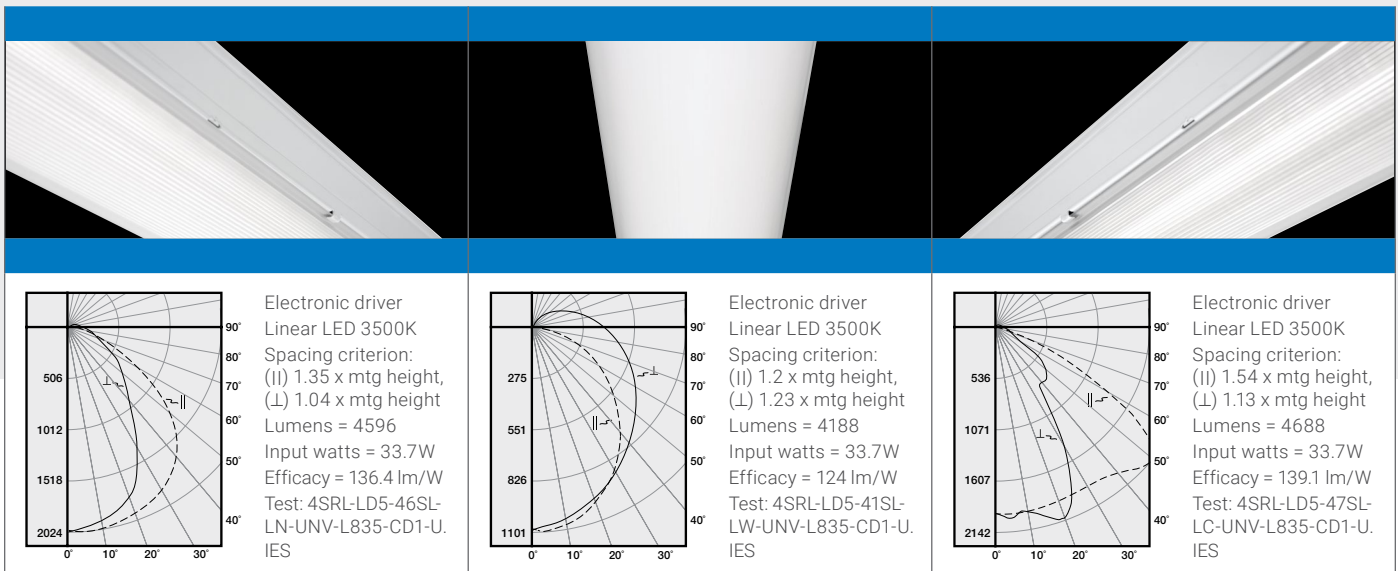 90°
80°
70°
60°
50°
40°
506
1012
1518
2024
0° 10° 20° 30°
⊥
||
Electronic driver
Linear LED 3500K
Spacing criterion:
(||) 1.35 x mtg height,
(⊥) 1.04 x mtg height
Lumens = 4596
Input watts = 33.7W
Efficacy = 136.4 lm/W
Test: 4SRL-LD5-46SL-
LN-UNV-L835-CD1-U.
IES
90°
80°
70°
60°
50°
40°
275
551
826
1101
0° 10° 20° 30°
⊥
||
Electronic driver
Linear LED 3500K
Spacing criterion:
(||) 1.2 x mtg height,
(⊥) 1.23 x mtg height
Lumens = 4188
Input watts = 33.7W
Efficacy = 124 lm/W
Test: 4SRL-LD5-41SL-
LW-UNV-L835-CD1-U.
IES
90°
80°
70°
60°
50°
40°
536
1071
1607
2142
0° 10° 20° 30°
||
⊥
Electronic driver
Linear LED 3500K
Spacing criterion:
(||) 1.54 x mtg height,
(⊥) 1.13 x mtg height
Lumens = 4688
Input watts = 33.7W
Efficacy = 139.1 lm/W
Test: 4SRL-LD5-47SL-
LC-UNV-L835-CD1-U.
IES